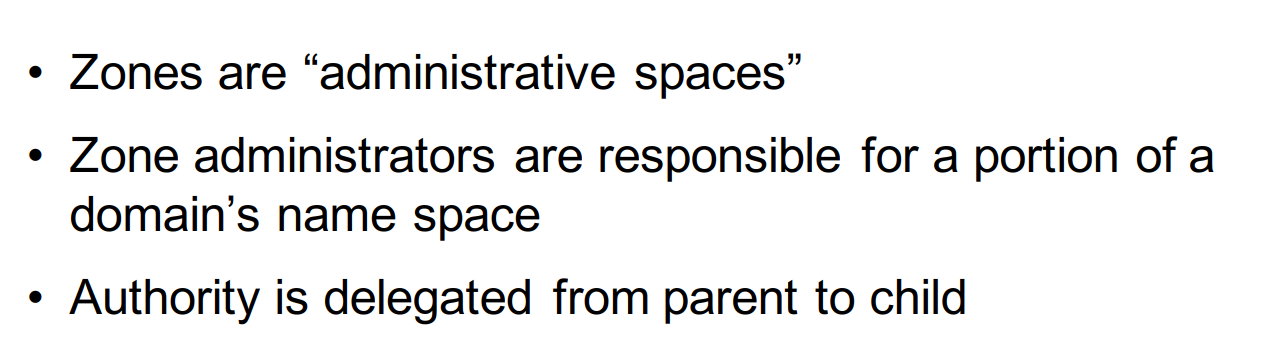 • Zones are “administrative spaces”
• Zone administrators are responsible for a portion of a
domain’s name space
• Authority is delegated from parent to child